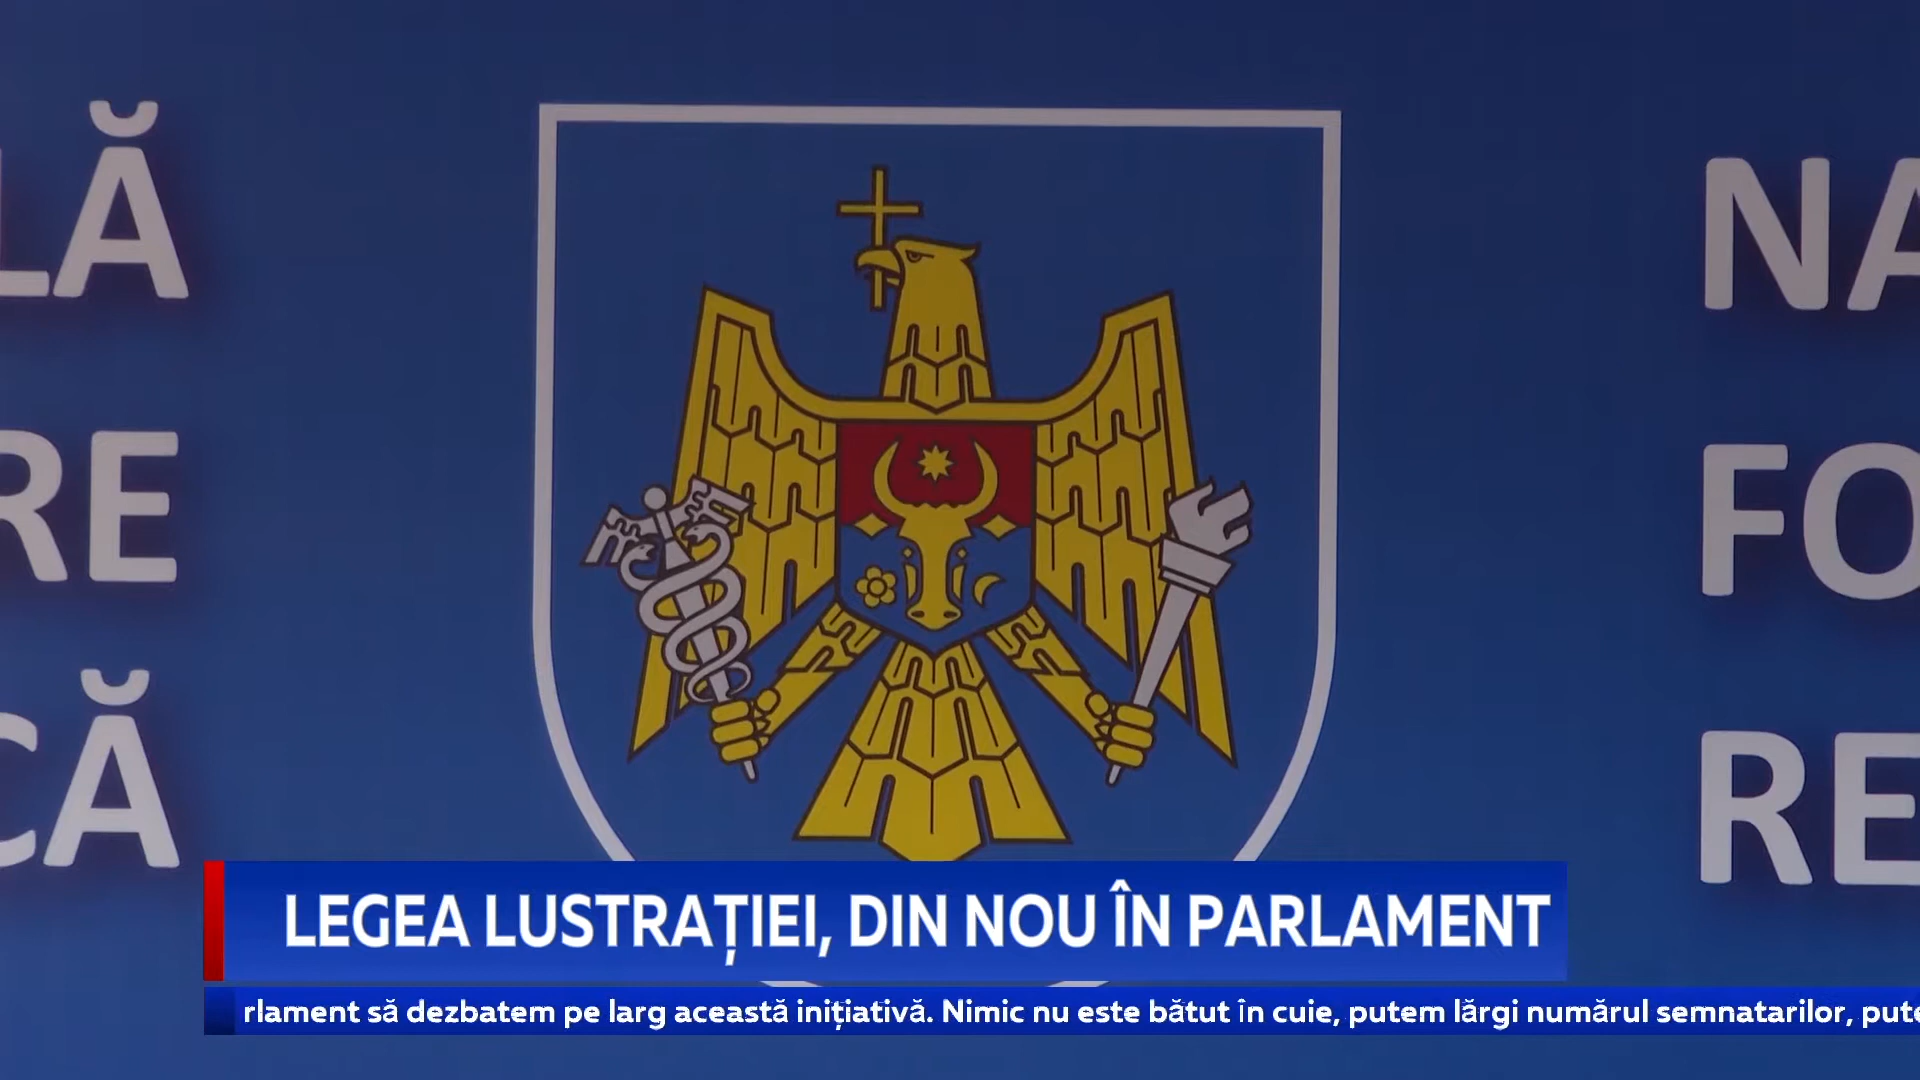 LĂ
RE
CĂ
NA
FO
RE
LEGEA LUSTRAȚIEI, DIN NOU ÎN PARLAMENT
rlament să dezbatem pe larg această inițiativă. Nimic nu este bătut în cuie, putem lărgi numărul semnatarilor, pute